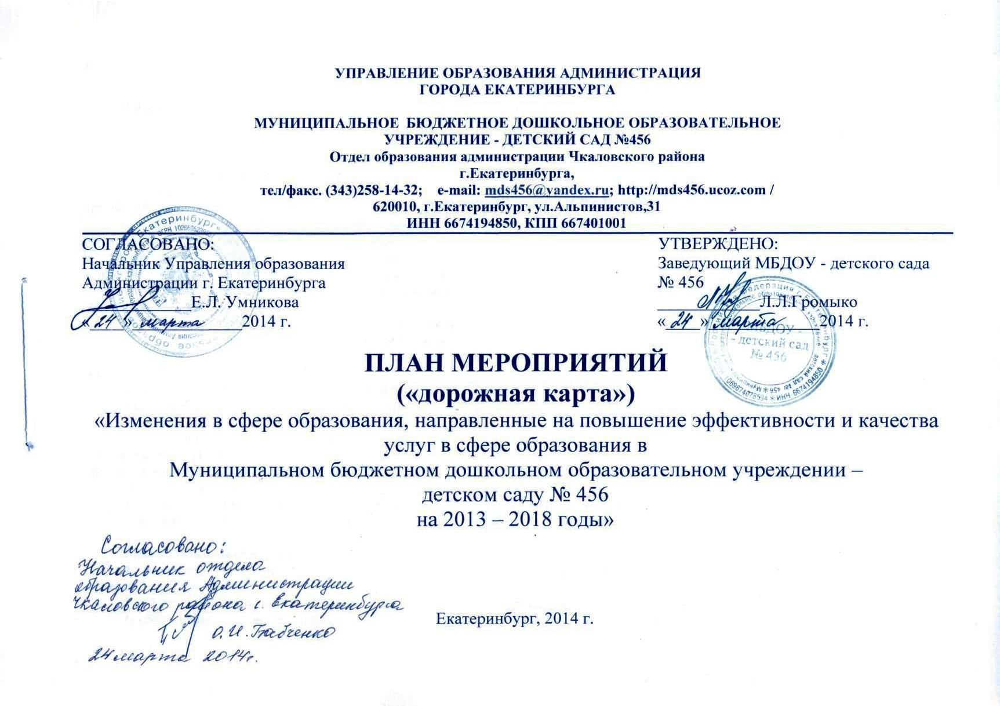 УПРАВЛЕНИЕ ОБРАЗОВАНИЯ АДМИНИСТРАЦИЯ
ГОРОДА ЕКАТЕРИНБУРГА
МУНИЦИПАЛЬНОЕ  БЮДЖЕТНОЕ ДОШКОЛЬНОЕ ОБРАЗОВАТЕЛЬНОЕ
УЧРЕЖДЕНИЕ - ДЕТСКИЙ САД №456
Отдел образования администрации Чкаловского района
г.Екатеринбурга,
тел/факс. (343)258-14-32;    e-mail: mds456@yandex.ru; http://mds456.ucoz.com /
620010, г.Екатеринбург, ул.Альпинистов,31
ИНН 6674194850, КПП 667401001
СОГЛАСОВАНО:
Начальник Управления образования
Администрации г. Екатеринбурга
Е.Л. Умникова
«24» марта 2014 г.
УТВЕРЖДЕНО:
Заведующий МБДОУ - детского сада
№ 456
Л.Л.Громыко
«24» марта 2014 г.
МБДОУ -
- детский сад
№ 456
ПЛАН МЕРОПРИЯТИЙ
(«дорожная карта»)
«Изменения в сфере образования, направленные на повышение эффективности и качества
услуг в сфере образования в
Муниципальном бюджетном дошкольном образовательном учреждении –
детском саду № 456
на 2013 – 2018 годы»
Согласовано:
Начальник отдела
образования Администрации
Чкаловского района г. Екатеринбурга
О.И. Бабченко
24 марта 2014г.
Екатеринбург, 2014 г.